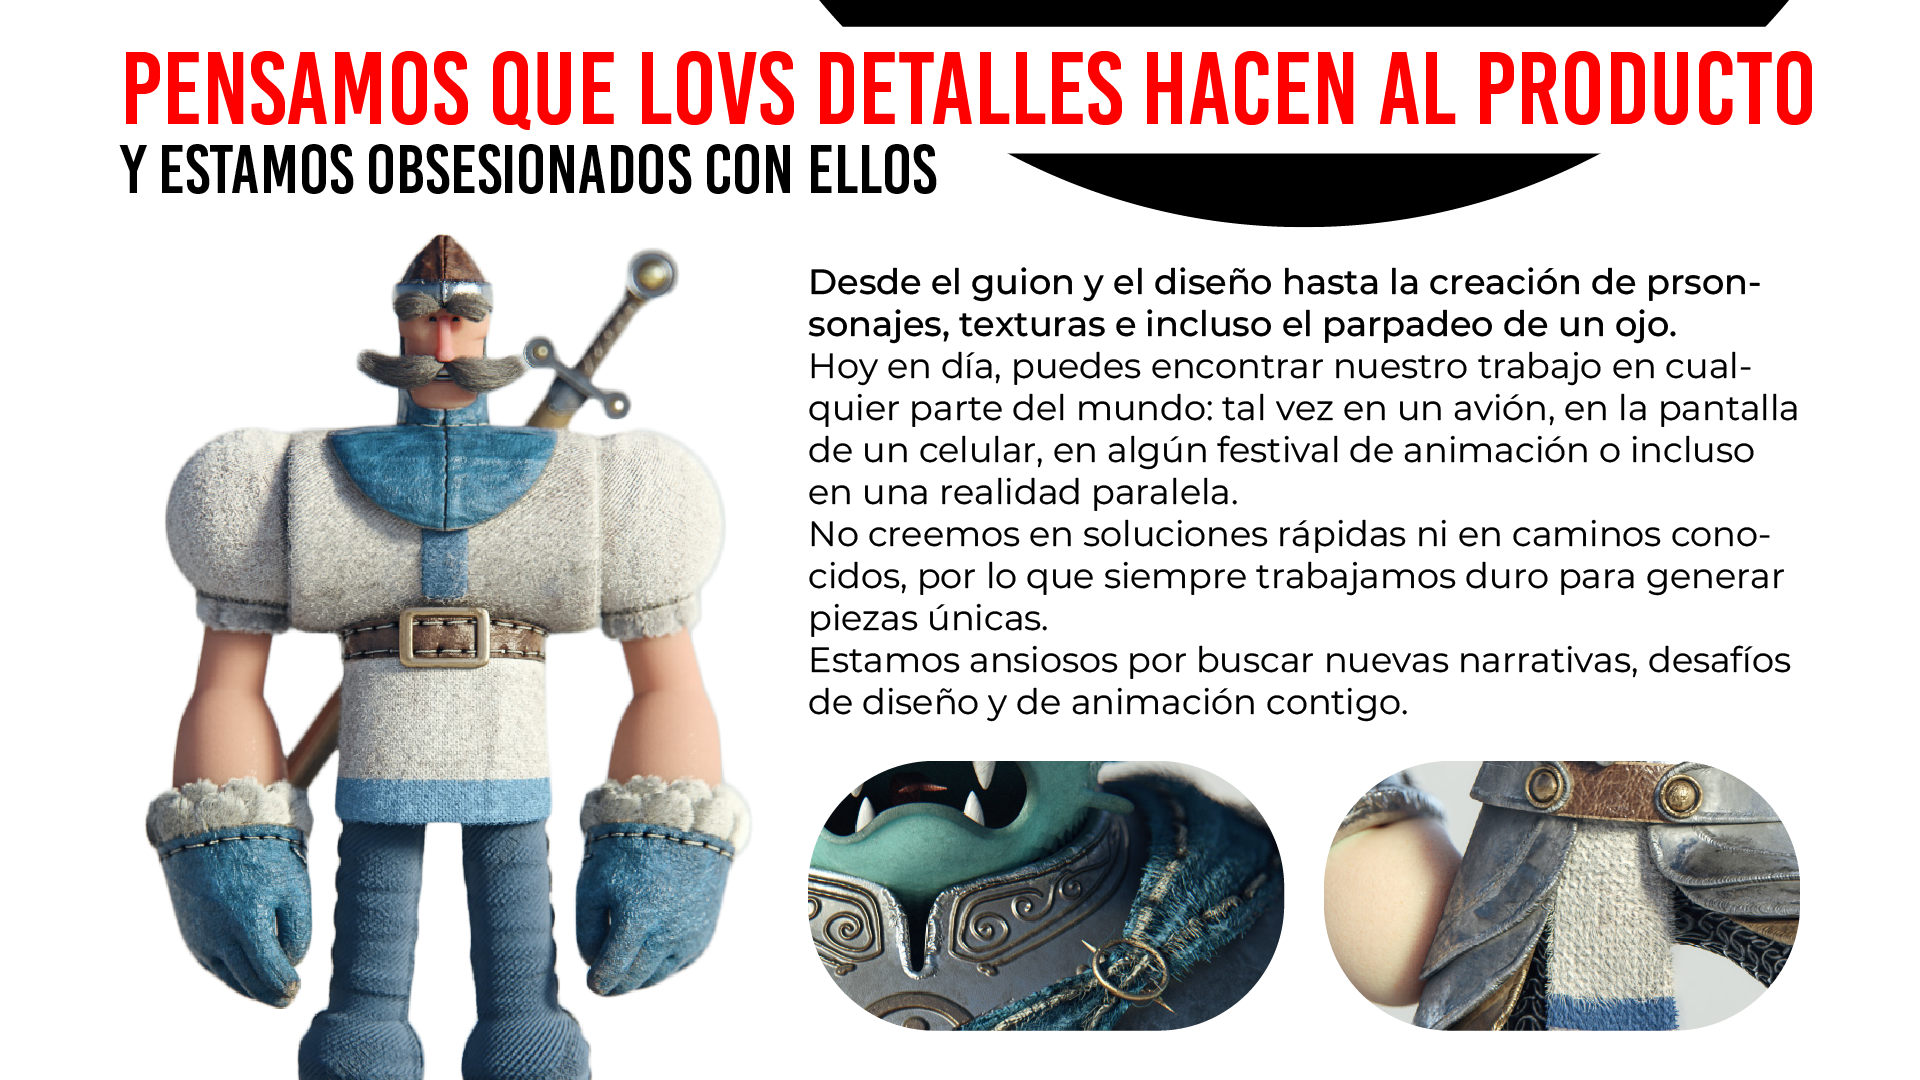 PENSAMOS QUE LOVS DETALLES HACEN AL PRODUCTO
Y ESTAMOS OBSESIONADOS CON ELLOS
Desde el guion y el diseño hasta la creación de prson-
sonajes, texturas e incluso el parpadeo de un ojo.
Hoy en día, puedes encontrar nuestro trabajo en cual-
quier parte del mundo: tal vez en un avión, en la pantalla
de un celular, en algún festival de animación o incluso
en una realidad paralela.
No creemos en soluciones rápidas ni en caminos cono-
cidos, por lo que siempre trabajamos duro para generar
piezas únicas.
Estamos ansiosos por buscar nuevas narrativas, desafíos
de diseño y de animación contigo.